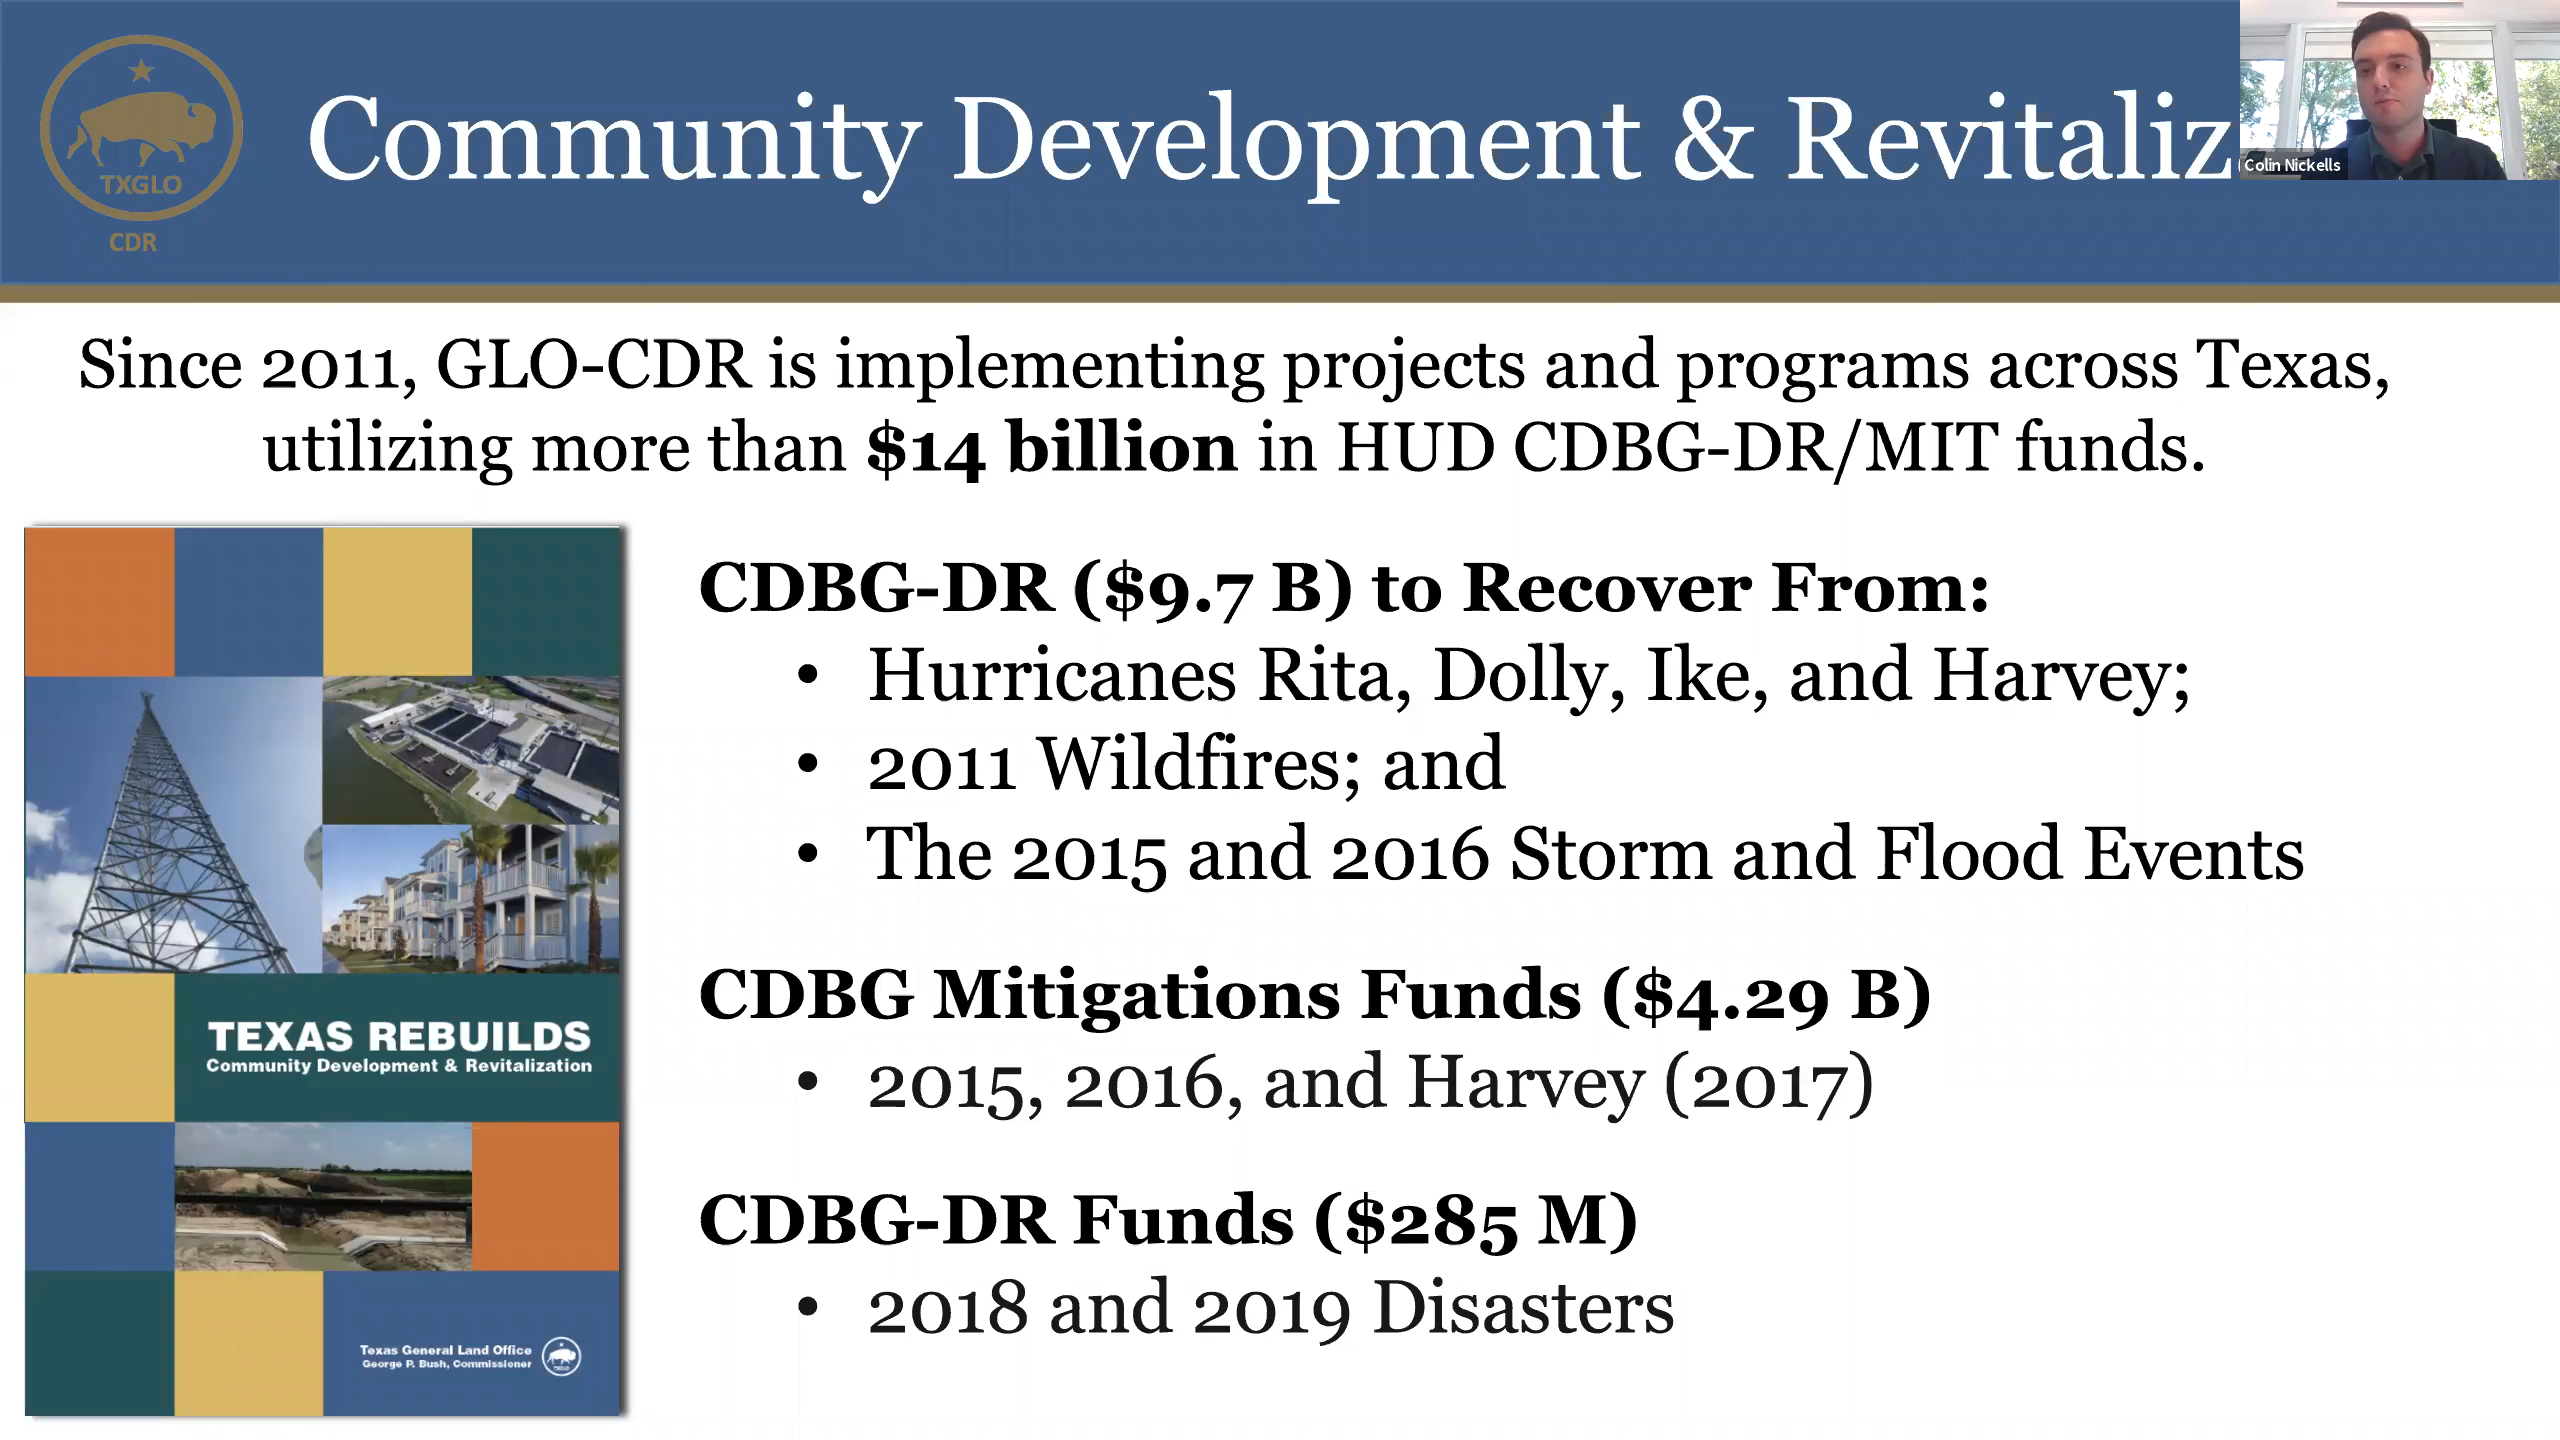 TXGLO
CDR
Community Development & Revitaliz
Colin Nickells
Since 2011, GLO-CDR is implementing projects and programs across Texas,
utilizing more than $14 billion in HUD CDBG-DR/MIT funds.
CDBG-DR ($9.7 B) to Recover From:
• Hurricanes Rita, Dolly, Ike, and Harvey;
• 2011 Wildfires; and
• The 2015 and 2016 Storm and Flood Events
CDBG Mitigations Funds ($4.29 B)
• 2015, 2016, and Harvey (2017)
CDBG-DR Funds ($285 M)
• 2018 and 2019 Disasters
TEXAS REBUILDS
Community Development & Revitalization
Texas General Land Office
George P. Bush, Commissioner
TXGLO